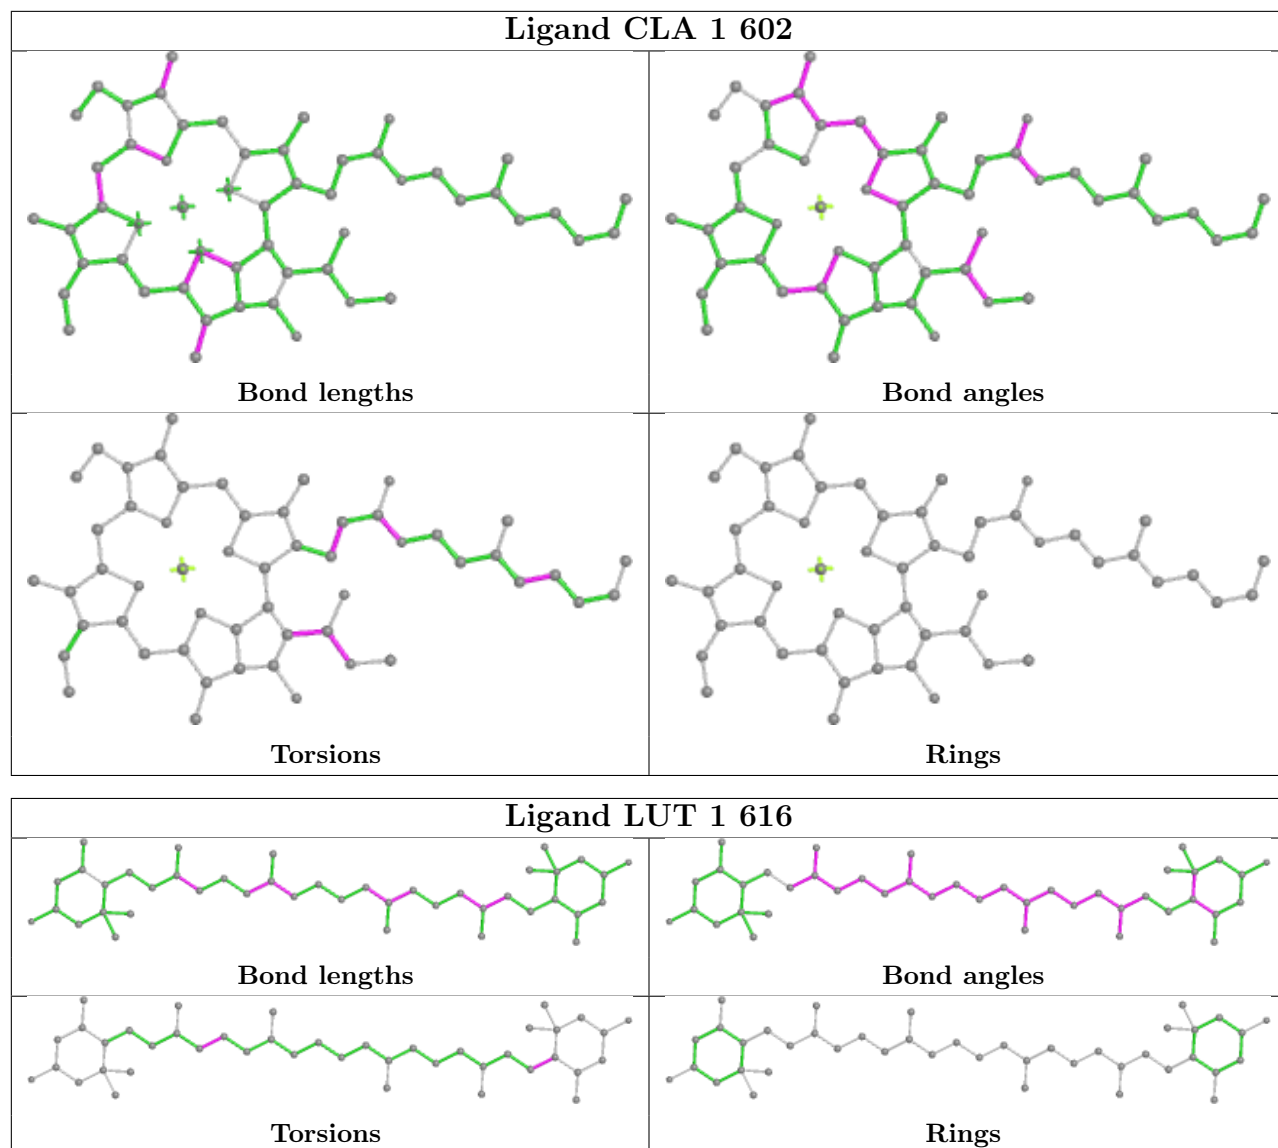 Ligand CLA 1 602
Bond lengths
Bond angles
Torsions
Rings
Ligand LUT 1 616
Bond lengths
Bond angles
Torsions
Rings